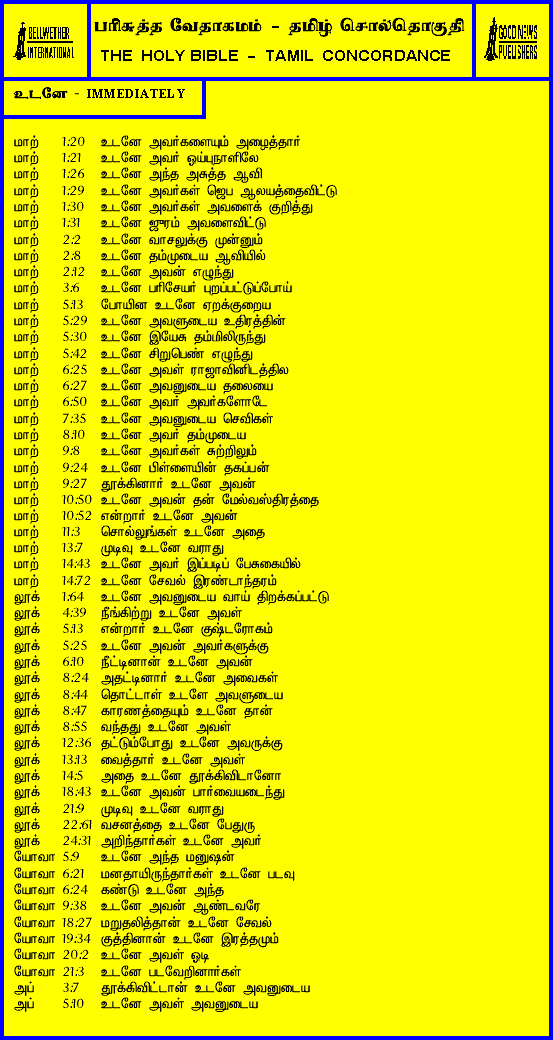 BELLWETHER
INTERNATIONAL
பரிசுத்த வேதாகமம் - தமிழ் சொல்தொகுதி
THE HOLY BIBLE - TAMIL CONCORDANCE
GOOD NEWS
PUBLISHERS
உடனே - IMMEDIATELY
மாற் 1:20 உடனே அவர்களையும் அழைத்தார்
மாற் 1:21 உடனே அவர் ஓய்புநாளிலே
மாற் 1:26 உடனே அந்த அசுத்த ஆவி
மாற் 1:29 உடனே அவர்கள் ஜெப ஆலயத்தைவிட்டு
மாற் 1:30 உடனே அவர்கள் அவளைக் குறித்து
மாற் 1:31 உடனே ஜுரம் அவளைவிட்டு
மாற் 2:2 உடனே வாசலுக்கு முன்னும்
மாற் 2:8 உடனே தம்முடைய ஆவியில்
மாற் 2:12 உடனே அவன் எழுந்து
மாற் 3:6 உடனே பரிசேயர் புறப்பட்டுப்போய்
மாற் 5:13 போயின உடனே ஏறக்குறைய
மாற் 5:29 உடனே அவளுடைய உதிரத்தின்
மாற் 5:30 உடனே இயேசு தம்மிலிருந்து
மாற் 5:42 உடனே சிறுபெண் எழுந்து
மாற் 6:25 உடனே அவள் ராஜாவினிடத்தில
மாற் 6:27 உடனே அவனுடைய தலையை
மாற் 6:50 உடனே அவர் அவர்களோடே
மாற் 7:35 உடனே அவனுடைய செவிகள்
மாற் 8:10 உடனே அவர் தம்முடைய
மாற் 9:8 உடனே அவர்கள் சுற்றிலும்
மாற் 9:24 உடனே பிள்ளையின் தகப்பன்
மாற் 9:27 தூக்கினார் உடனே அவன்
மாற் 10:50 உடனே அவன் தன் மேல்வஸ்திரத்தை
மாற் 10:52 என்றார் உடனே அவன்
மாற் 11:3 சொல்லுங்கள் உடனே அதை
மாற் 13:7 முடிவு உடனே வராது
மாற் 14:43 உடனே அவர் இப்படிப் பேசுகையில்
மாற் 14:72 உடனே சேவல் இரண்டாந்தரம்
லூக் 1:64 உடனே அவனுடைய வாய் திறக்கப்பட்டு
லூக் 4:39 நீங்கிற்று உடனே அவள்
லூக் 5:13 என்றார் உடனே குஷ்டரோகம்
லூக் 5:25 உடனே அவன் அவர்களுக்கு
லூக் 6:10 நீட்டினான் உடனே அவன்
லூக் 8:24 அதட்டினார் உடனே அவைகள்
லூக் 8:44 தொட்டாள் உடளே அவளுடைய
லூக் 8:47 காரணத்தையும் உடனே தான்
லூக் 8:55 வந்தது உடனே அவள்
லூக் 12:36 தட்டும்போது உடனே அவருக்கு
லூக் 13:13 வைத்தார் உடனே அவள்
லூக் 14:5 அதை உடனே தூக்கிவிடானோ
லூக் 18:43 உடனே அவன் பார்வையடைந்து
லூக் 21:9 முடிவு உடனே வராது
லூக் 22:61 வசனத்தை உடனே பேதுரு
லூக் 24:31 அறிந்தார்கள் உடனே அவர்
யோவா 5:9 உடனே அந்த மனுஷன்
யோவா 6:21 மனதாயிருந்தார்கள் உடனே படவு
யோவா 6:24 கண்டு உடனே அந்த
யோவா 9:38 உடனே அவன் ஆண்டவரே
யோவா 18:27 மறுதலித்தான் உடனே சேவல்
யோவா 19:34 குத்தினான் உடனே இரத்தமும்
யோவா 20:2 உடனே அவள் ஓடி
யோவா 21:3 உடனே படவேறினார்கள்
அப் 3:7 தூக்கிவிட்டான் உடனே அவனுடைய
அப் 5:10 உடனே அவள் அவனுடைய